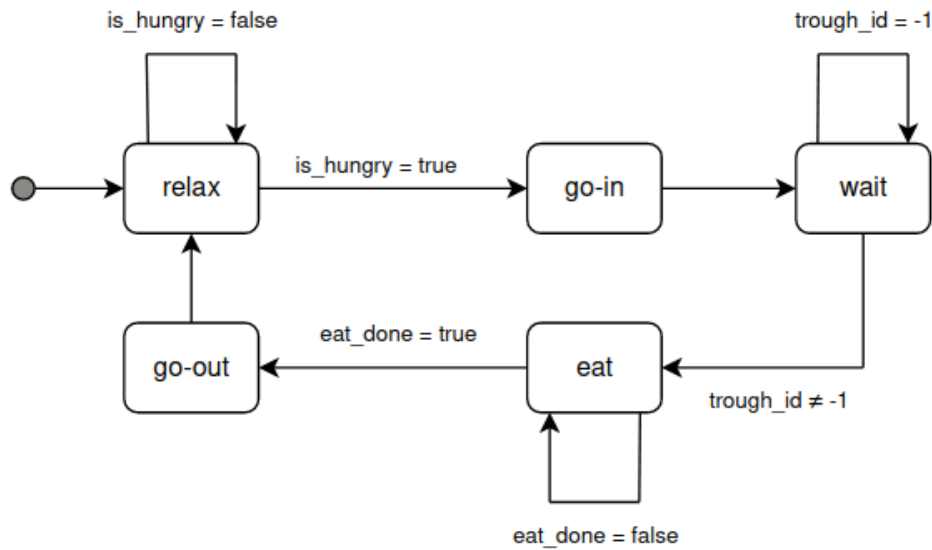 is_hungry = false
trough_id = -1
relax
is_hungry = true
go-in
wait
go-out
eat_done = true
eat
trough_id ≠ -1
eat_done = false